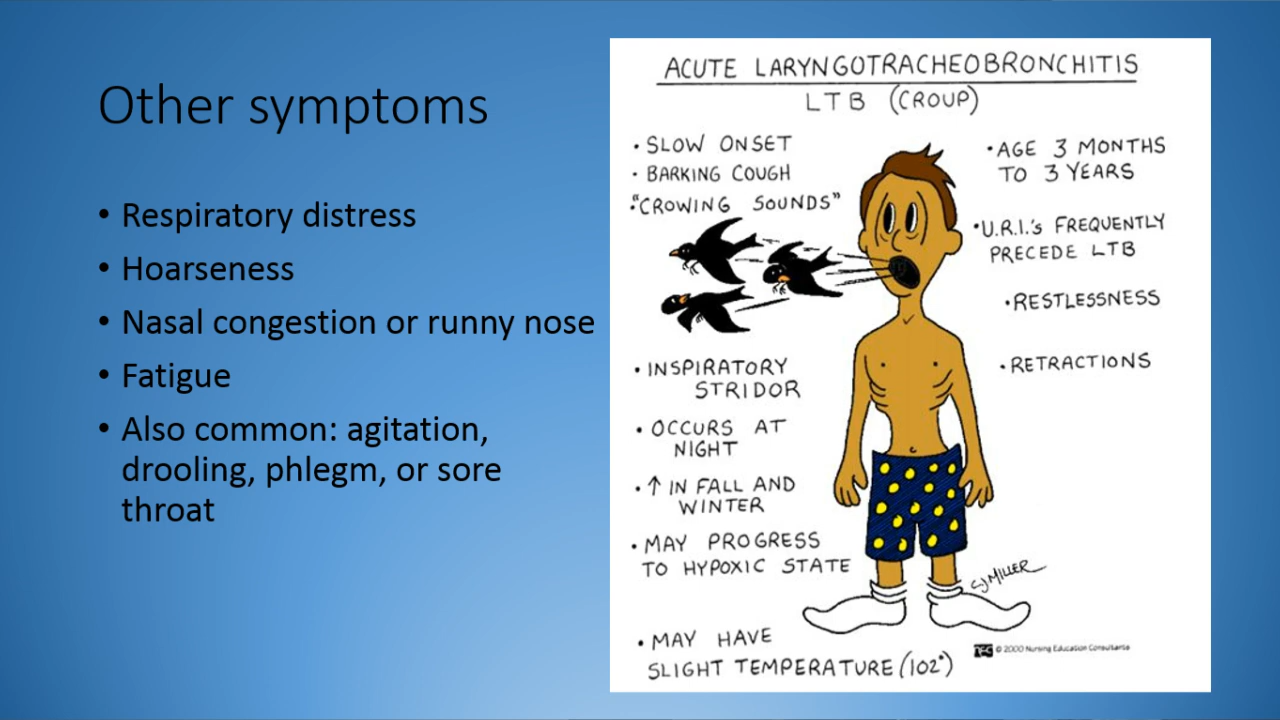 Other symptoms
• Respiratory distress
• Hoarseness
• Nasal congestion or runny nose
• Fatigue
• Also common: agitation,
drooling, phlegm, or sore
throat
ACUTE LARYNGOTRACHEOBRONCHITIS
LTB (CROUP)
• SLOW ONSET
• BARKING COUGH
• "CROWING SOUNDS"
• INSPIRATORY
STRIDOR
• OCCURS AT
NIGHT
• ↑ IN FALL AND
WINTER
• MAY PROGRESS
TO HYPOXIC STATE
• MAY HAVE
SLIGHT TEMPERATURE (102°)
• AGE 3 MONTHS
TO 3 YEARS
• U.R.I.'s FREQUENTLY
PRECEDE LTB
• RESTLESSNESS
• RETRACTIONS
CJ MILLER
NEC © 2000 Nursing Education Consultants